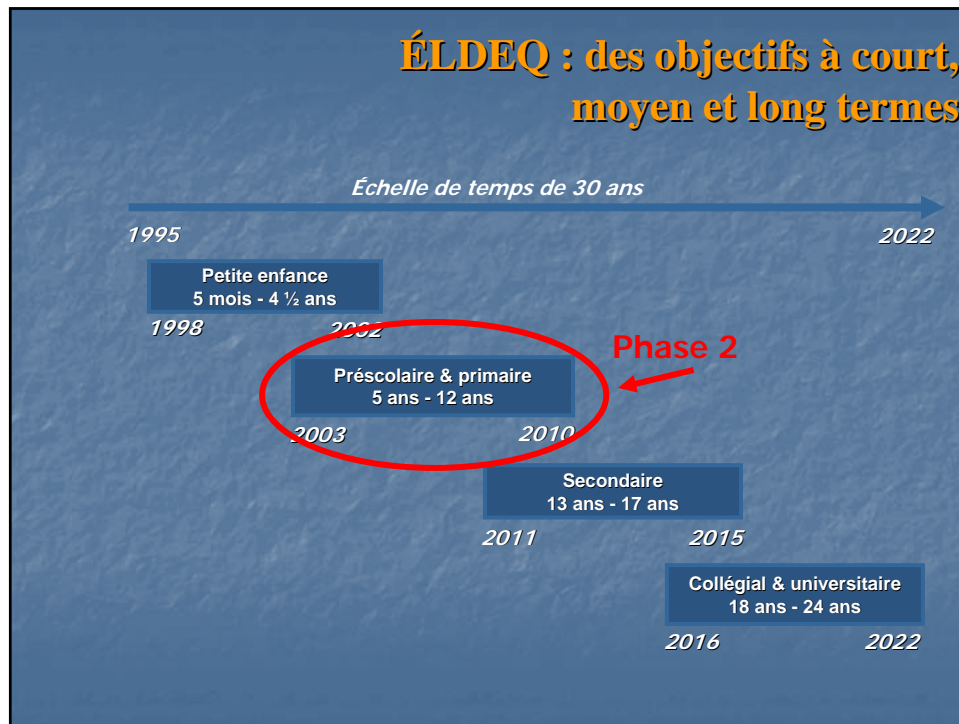 ÉLDEQ : des objectifs à court,
moyen et long termes
Échelle de temps de 30 ans
1995
2022
Petite enfance
5 mois - 4 ½ ans
1998
2002
Phase 2
Préscolaire & primaire
5 ans - 12 ans
2003
2010
Secondaire
13 ans - 17 ans
2011
2015
Collégial & universitaire
18 ans - 24 ans
2016
2022